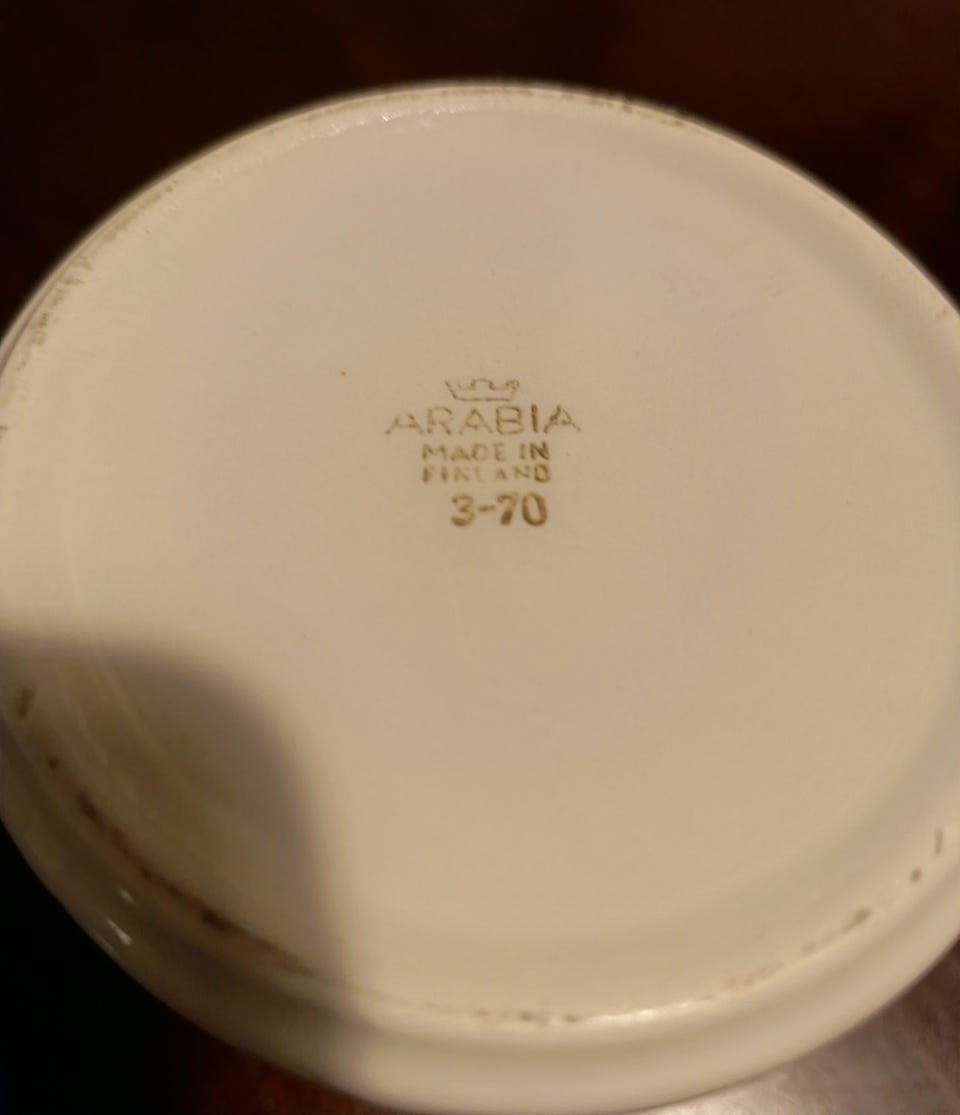 ARABIA
MADE IN
FINLAND
3-70